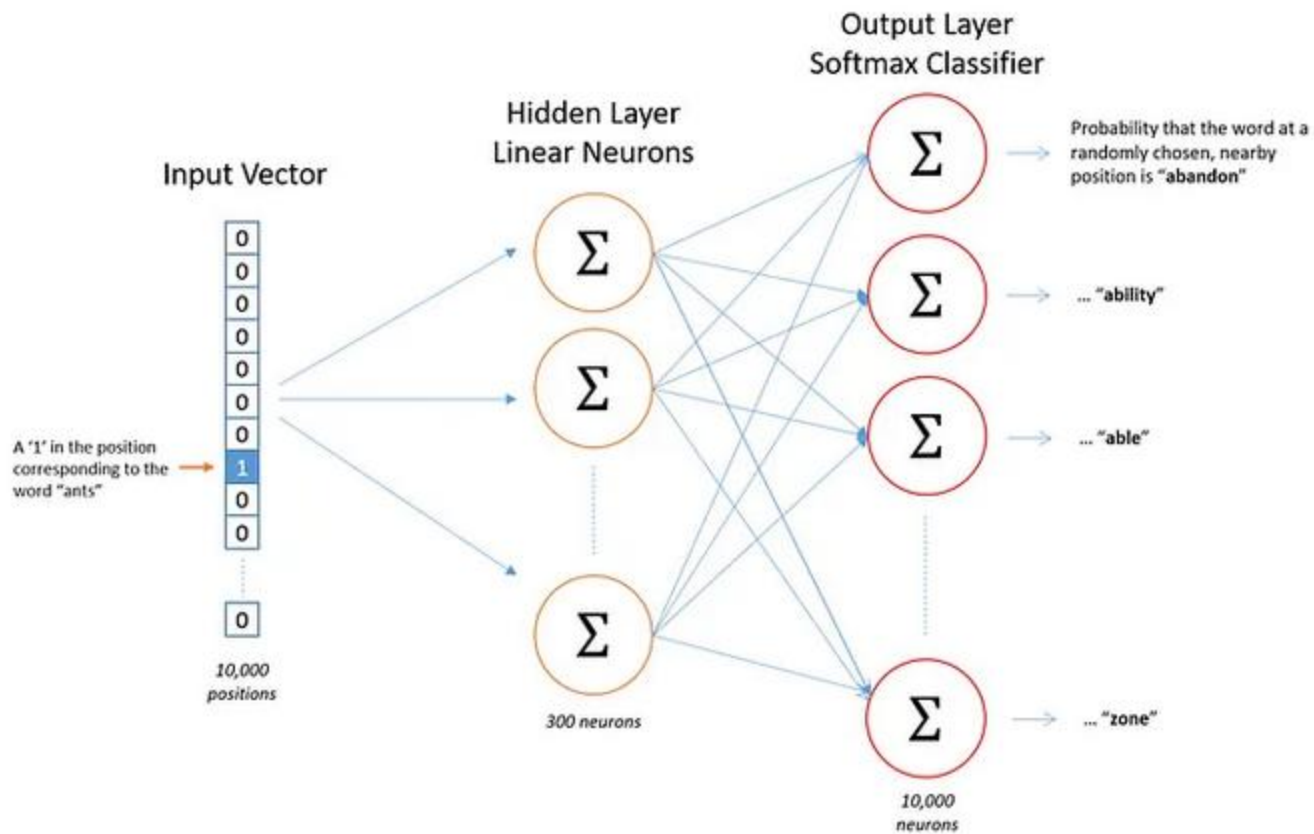 Output Layer
Softmax Classifier
Hidden Layer
Linear Neurons
Input Vector
Σ
Probability that the word at a
randomly chosen, nearby
position is “abandon”
0
0
0
0
0
0
0
1
0
0
0
A ‘1’ in the position
corresponding to the
word “ants”
Σ
Σ
Σ
Σ
Σ
Σ
... “ability”
... “able”
... “zone”
10,000
positions
300 neurons
10,000
neurons